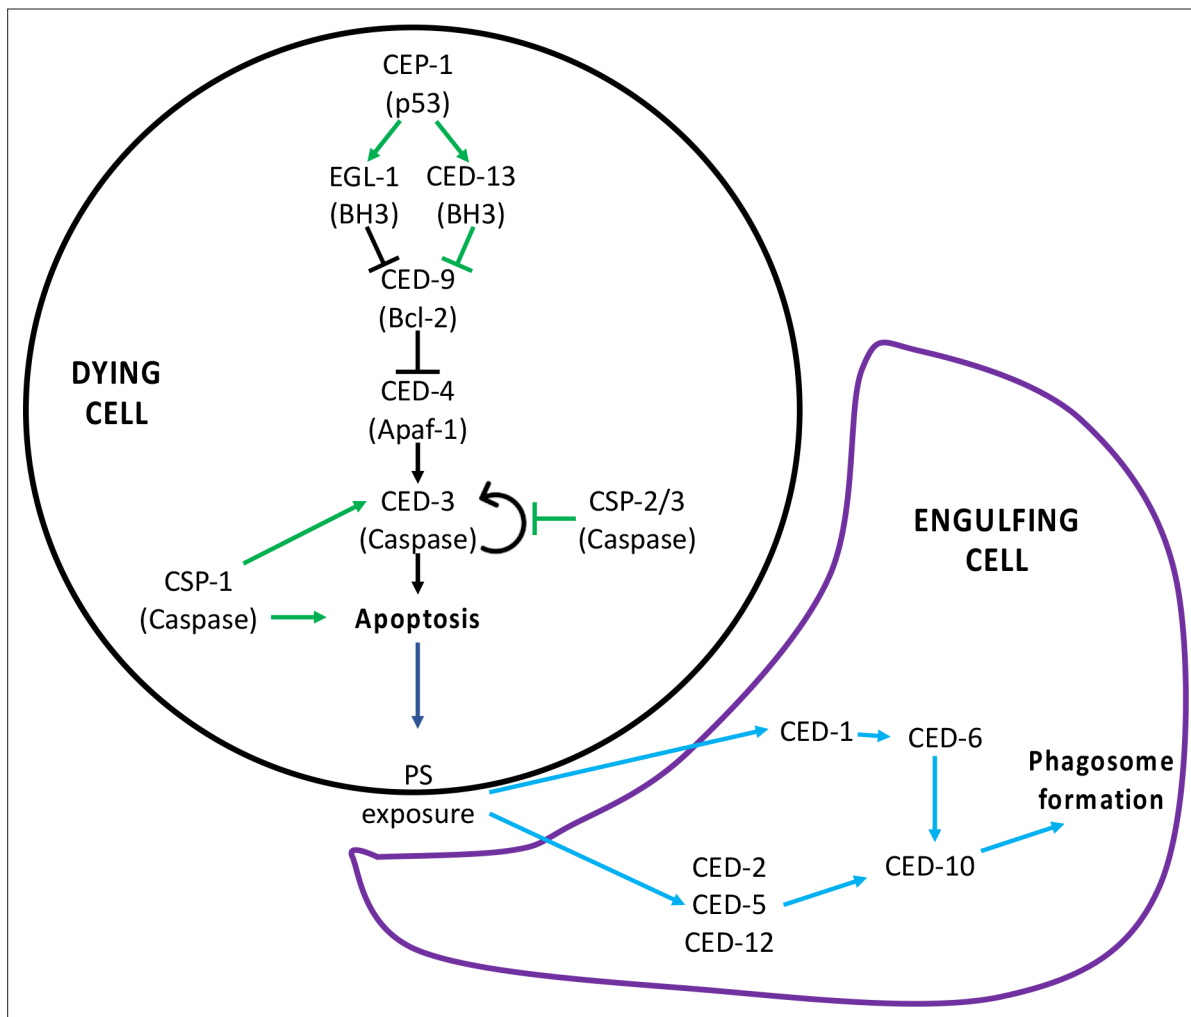 CEP-1
(p53)
EGL-1
(BH3)
CED-13
(BH3)
CED-9
(Bcl-2)
DYING
CELL
CED-4
(Apaf-1)
CED-3
(Caspase)
CSP-2/3
(Caspase)
CSP-1
(Caspase)
Apoptosis
PS
exposure
ENGULFING
CELL
CED-1
CED-6
Phagosome
formation
CED-2
CED-5
CED-12
CED-10